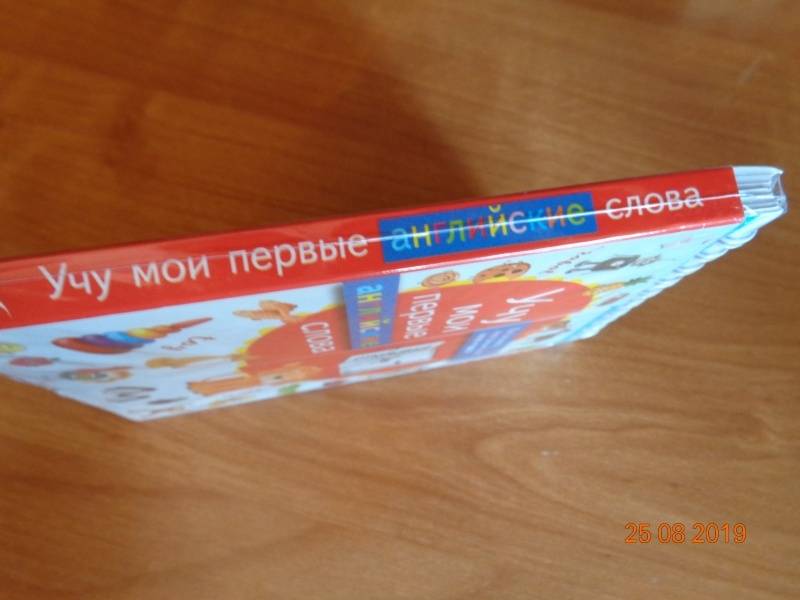 Учу мои первые английские слова
Учу
мои
первые
английские
слова
25 08 2019